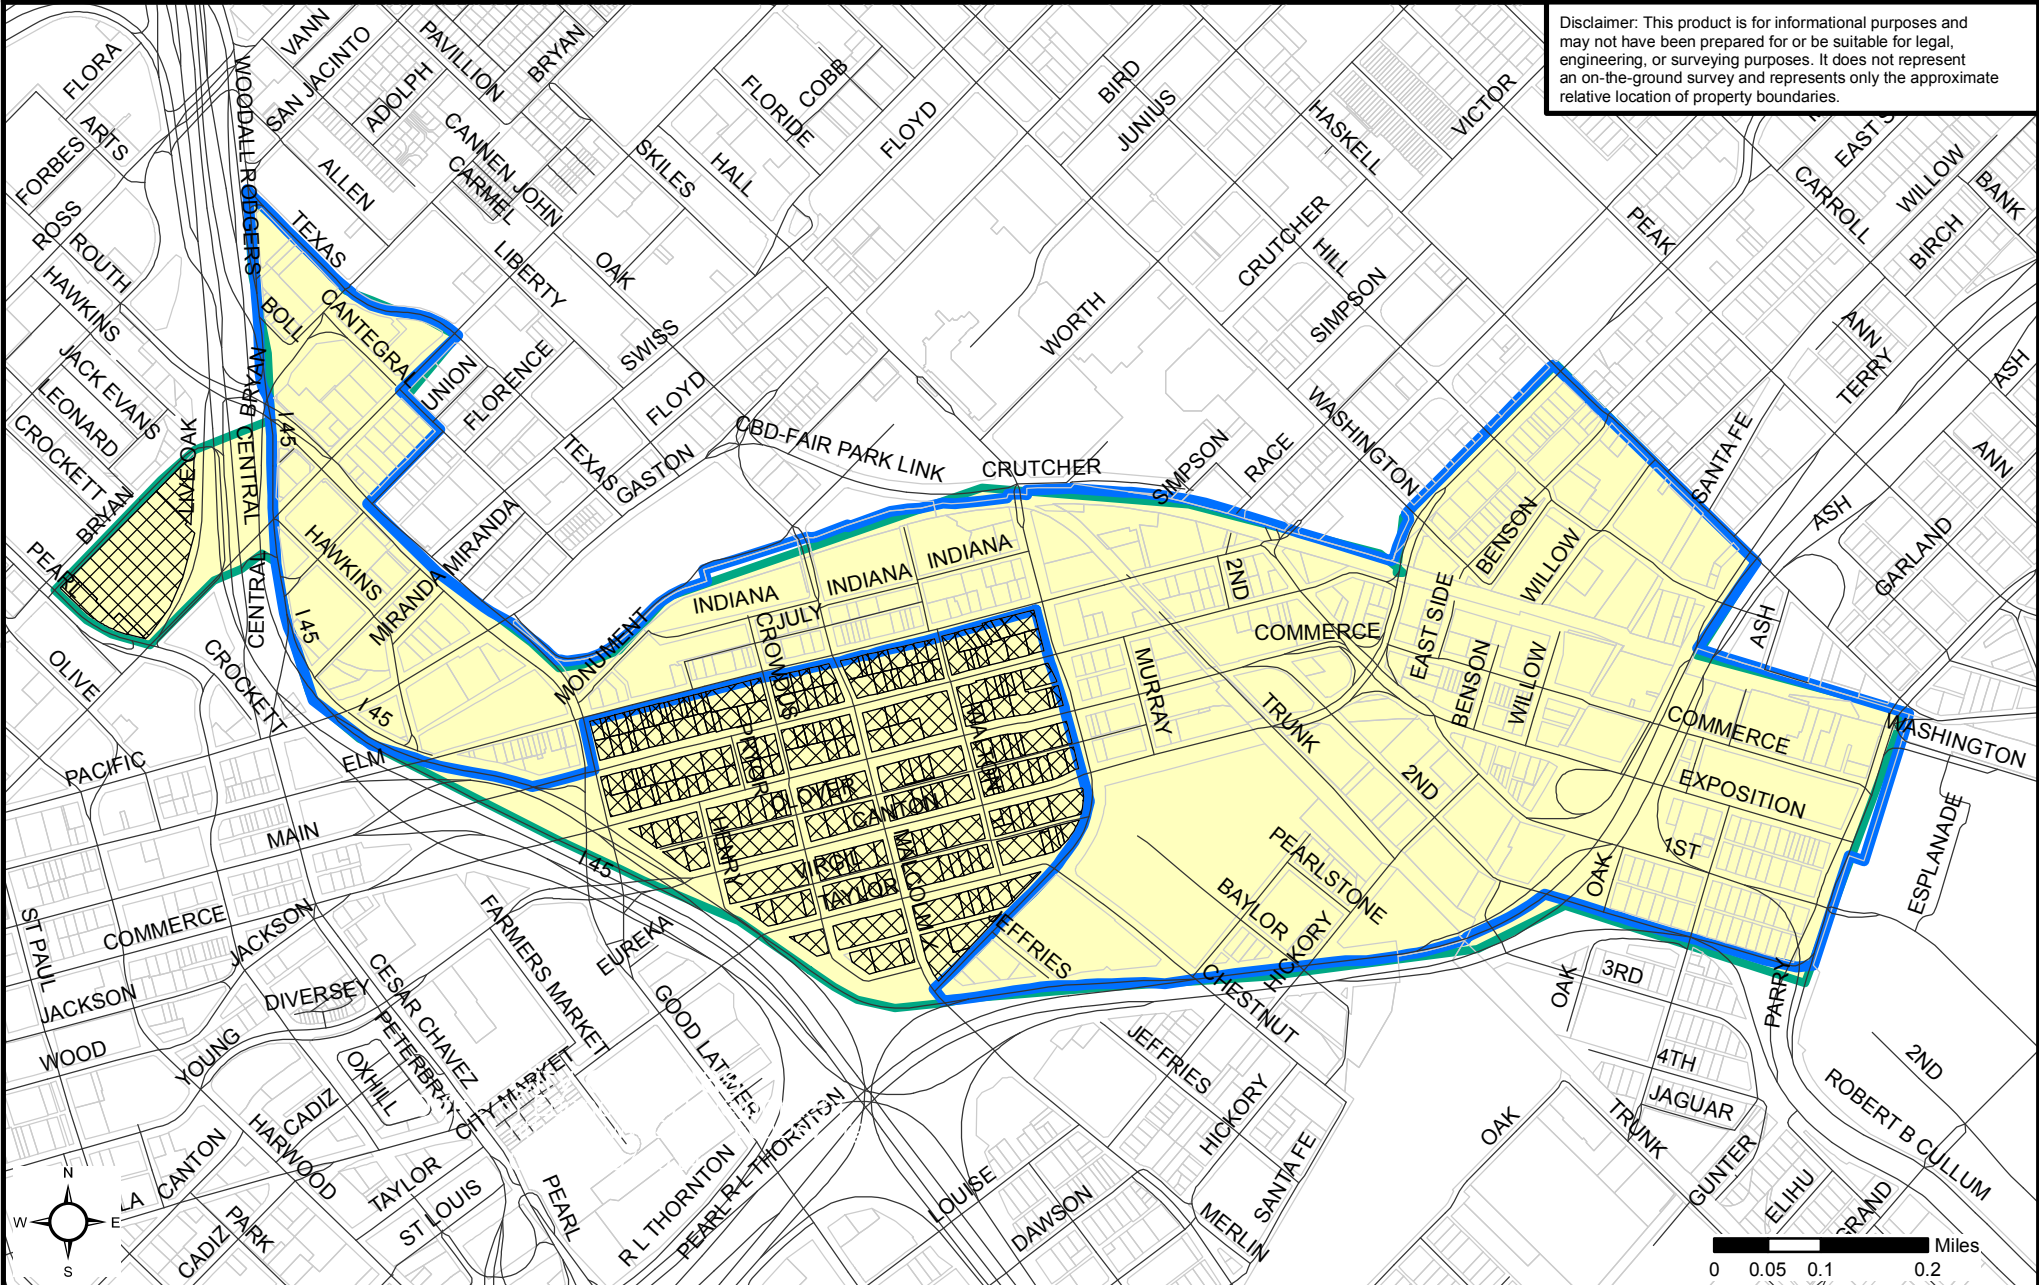 Disclaimer: This product is for informational purposes and
may not have been prepared for or be suitable for legal,
engineering, or surveying purposes. It does not represent
an on-the-ground survey and represents only the approximate
relative location of property boundaries.
FLORA
VANN
SAN JACINTO
PAVILLION
BRYAN
ADOLPH
WOODALL RODGERS
ARTS
FORBES
ROSS
ROUTH
HAWKINS
ALLEN
CANNEN
JOHN
CARMEL
SKILES
HALL
FLORIDE
COBB
FLOYD
BIRD
JUNIUS
HASKELL
VICTOR
PEAK
CARROLL
WILLOW
BANK
BIRCH
TEXAS
LIBERTY
OAK
CRUTCHER
HILL
SIMPSON
WORTH
SWISS
BOLL
CANTEGRAL
UNION
FLORENCE
FLOYD
ANN
TERRY
ASH
JACK EVANS
LEONARD
CROCKETT
BRYAN
LIVE OAK
CENTRAL
BRYAN
I 45
TEXAS
GASTON
CBD-FAIR PARK LINK
CRUTCHER
SIMPSON
RACE
WASHINGTON
SANTA FE
ANN
PEARL
HAWKINS
MIRANDA
MIRANDA
ASH
GARLAND
BENSON
WILLOW
CENTRAL
I 45
MONUMENT
INDIANA
INDIANA
INDIANA
JULY
2ND
COMMERCE
EAST SIDE
ASH
OLIVE
CROCKETT
I 45
CROWDUS
MURRAY
BENSON
WILLOW
TRUNK
COMMERCE
WASHINGTON
PACIFIC
ELM
PRYOR
WALTON
2ND
EXPOSITION
MAIN
CLOVER
CANTON
HENRY
VIRGIL
TAYLOR
MALCOLM X
I 45
PEARLSTONE
BAYLOR
HICKORY
OAK
1ST
ESPLANADE
ST PAUL
COMMERCE
JACKSON
FARMERS MARKET
EUREKA
JEFFRIES
CHESTNUT
OAK
3RD
PARRY
JACKSON
DIVERSEY
CESAR CHAVEZ
GOOD LATIMER
WOOD
YOUNG
OXHILL
PETERBRAY
CITY MARKET
JEFFRIES
HICKORY
4TH
JAGUAR
2ND
ROBERT B CULLUM
CADIZ
HARWOOD
R L THORNTON
OAK
TRUNK
GUNTER
N
W
E
S
CANTON
TAYLOR
ST LOUIS
PEARL
R L THORNTON
PEARL
LOUISE
DAWSON
MERLIN
SANTA FE
ELIHU
GRAND
CADIZ
PARK
Miles
0 0.05 0.1 0.2